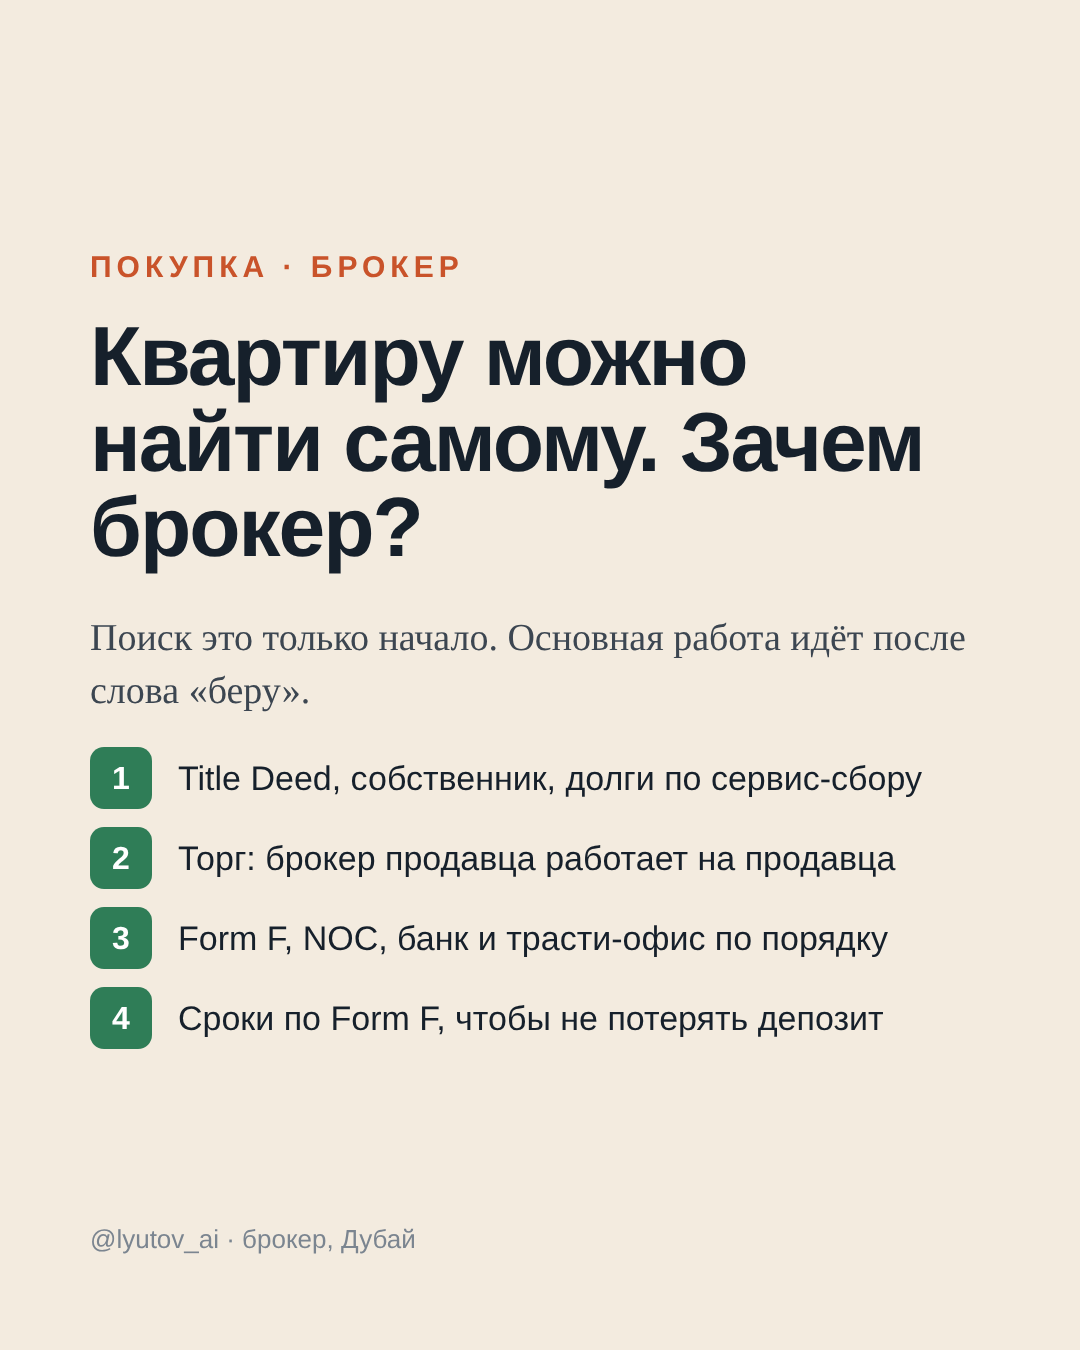 ПОКУПКА · БРОКЕР
Квартиру можно
найти самому. Зачем
брокер?
Поиск это только начало. Основная работа идёт после
слова «беру».
1 Title Deed, собственник, долги по сервис-сбору
2 Торг: брокер продавца работает на продавца
3 Form F, NOC, банк и трасти-офис по порядку
4 Сроки по Form F, чтобы не потерять депозит
@lyutov_ai · брокер, Дубай